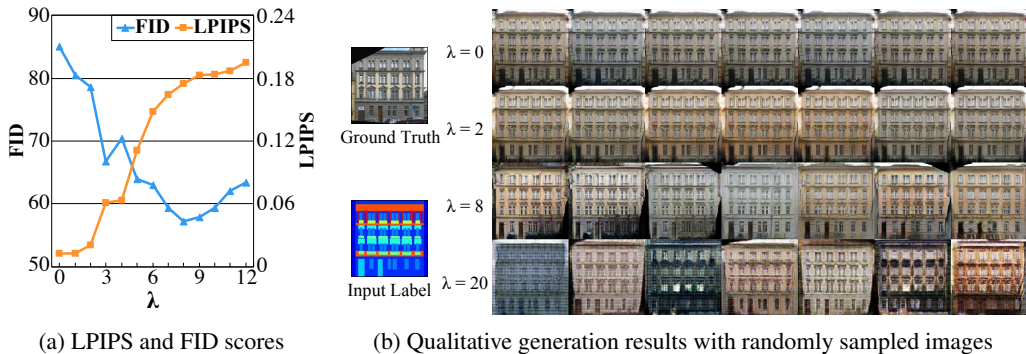 90
80
70
60
50
FID
FID LPIPS
0.24
0.18
0.12
0.06
0
LPIPS
0 3 6 9 12
λ
(a) LPIPS and FID scores
Ground Truth
Input Label
λ = 0
λ = 2
λ = 8
λ = 20
(b) Qualitative generation results with randomly sampled images